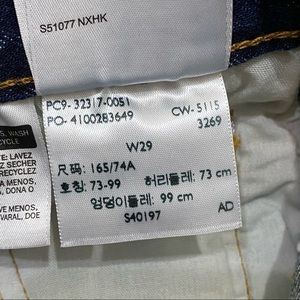 S51077 NXHK
PC9-32317-0051
PO-4100283649
CW-5115
3269
W29
尺码: 165/74A
호칭: 73-99 허리둘레: 73 cm
엉덩이둘레: 99 cm
S40197 AD
S. WASH
CYCLE
TE: LAVEZ
Z SÉCHER
RECYCLEZ
A MENOS,
DONA O
VE MENOS,
VARAL, DOE